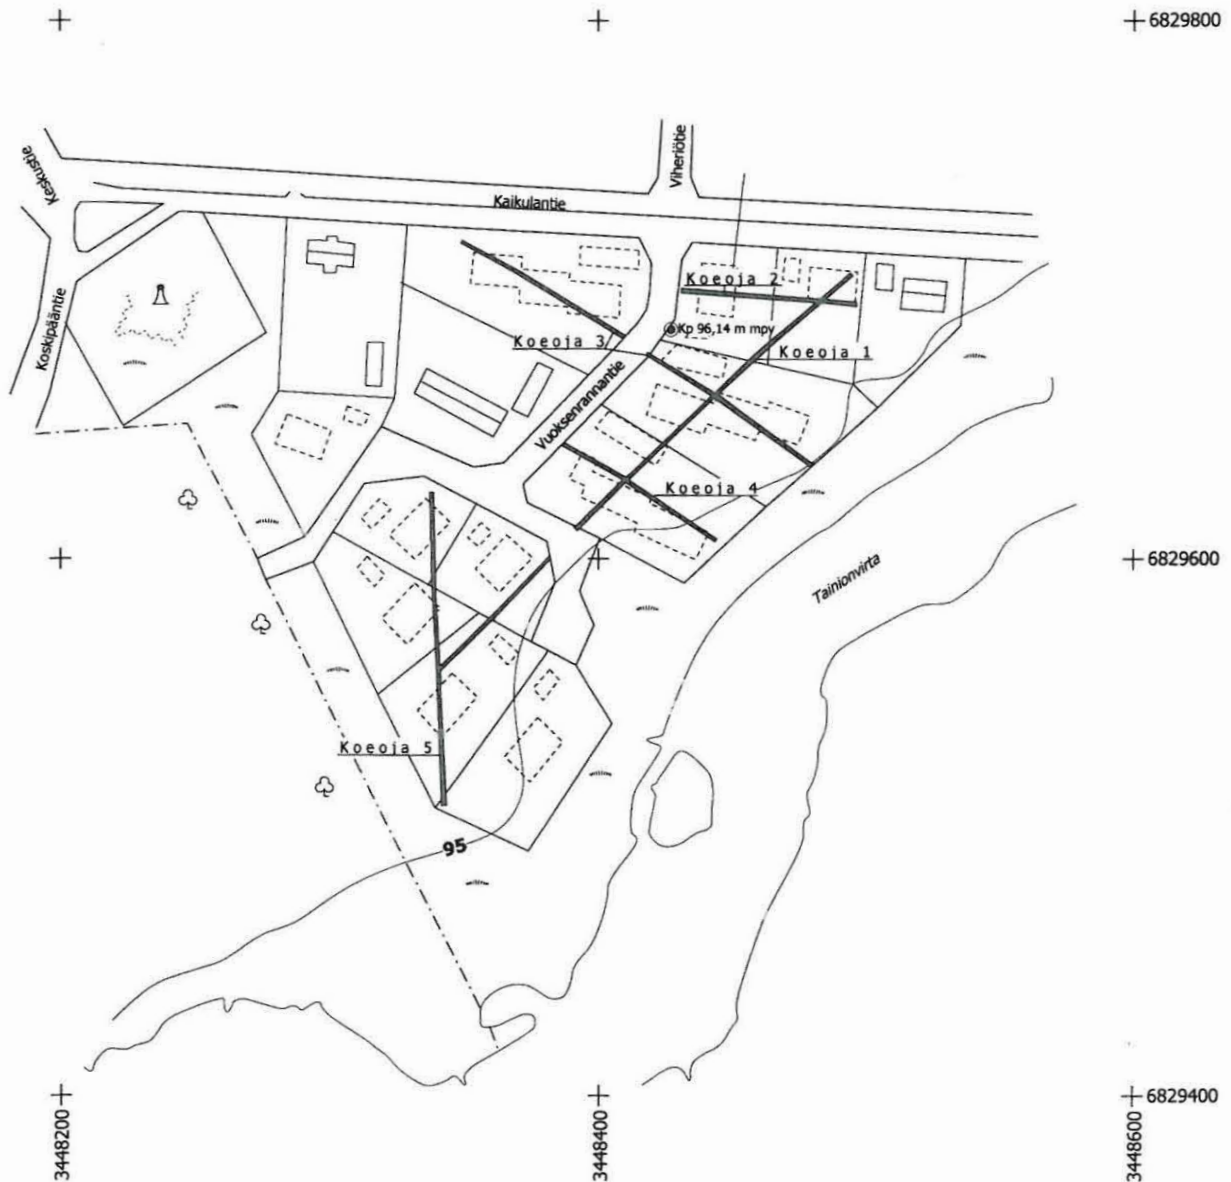 6829800
Keskustie
Viheriötie
Kaikulantie
Koskipääntie
Koeoja 2
Kp 96,14 m mpy
Koeoja 3
Koeoja 1
Vuoksenrannantie
Koeoja 4
6829600
Tainionvirta
Koeoja 5
95
6829400
3448200
3448400
3448600